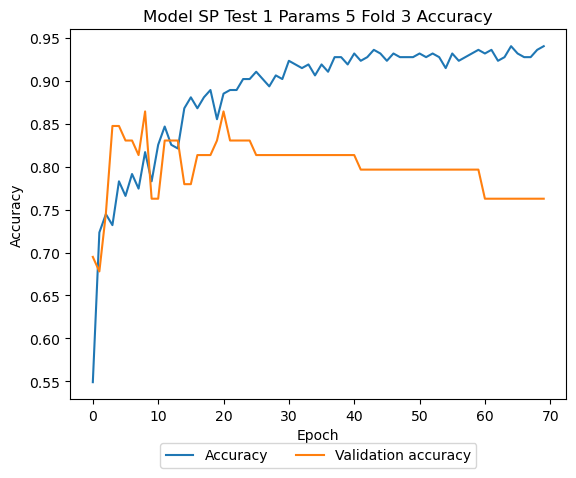 Model SP Test 1 Params 5 Fold 3 Accuracy
0.95
0.90
0.85
0.80
0.75
0.70
0.65
0.60
0.55
Accuracy
0 10 20 30 40 50 60 70
Epoch
Accuracy Validation accuracy